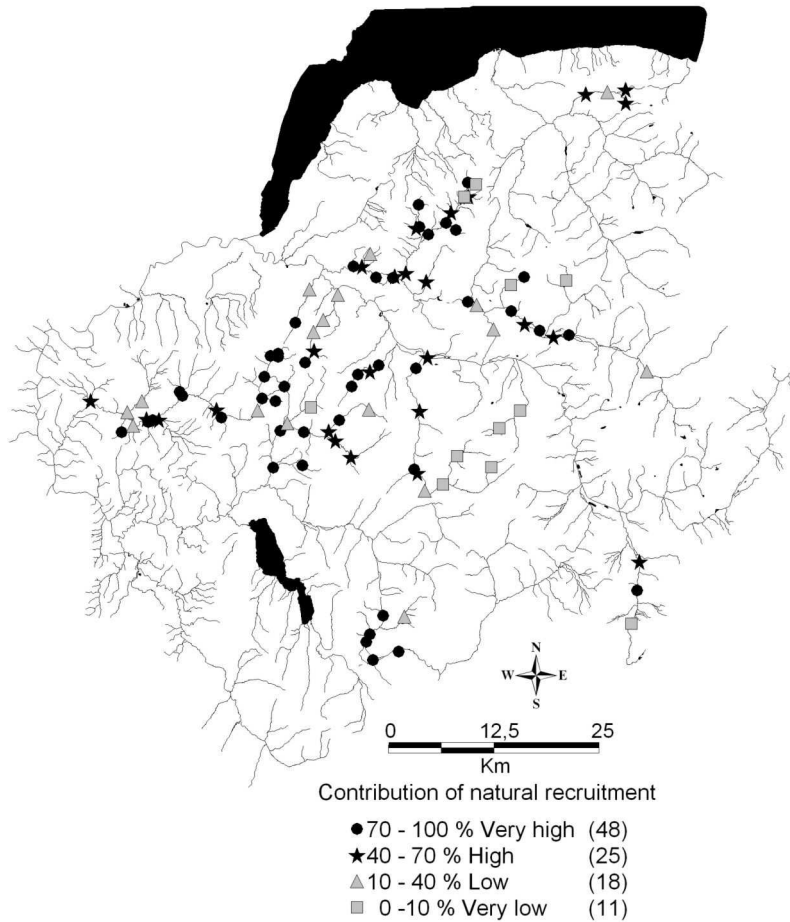 N
W E
S
0 12,5 25
Km
Contribution of natural recruitment
70 - 100 % Very high (48)
40 - 70 % High (25)
10 - 40 % Low (18)
0 -10 % Very low (11)